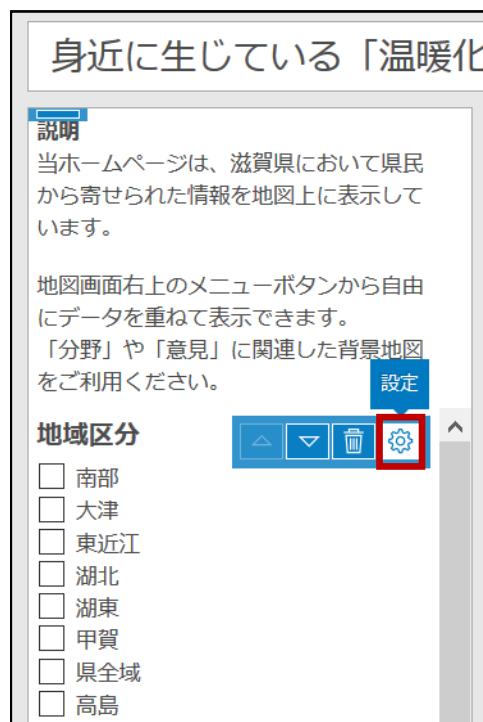 身近に生じている「温暖化
説明
当ホームページは、滋賀県において県民
から寄せられた情報を地図上に表示して
います。
地図画面右上のメニューボタンから自由
にデータを重ねて表示できます。
「分野」や「意見」に関連した背景地図
をご利用ください。
設定
地域区分
南部
大津
東近江
湖北
湖東
甲賀
県全域
高島